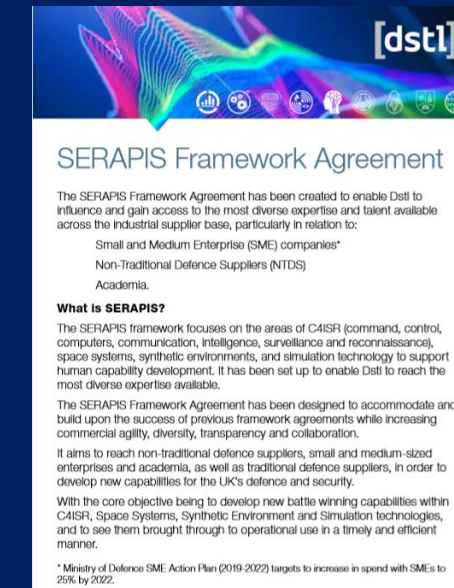 [dstl]
SERAPIS Framework Agreement
The SERAPIS Framework Agreement has been created to enable Dstl to
influence and gain access to the most diverse expertise and talent available
across the industrial supplier base, particularly in relation to:
Small and Medium Enterprise (SME) companies*
Non-Traditional Defence Suppliers (NTDS)
Academia.
What is SERAPIS?
The SERAPIS framework focuses on the areas of C4ISR (command, control,
computers, communication, intelligence, surveillance and reconnaissance),
space systems, synthetic environments, and simulation technology to support
human capability development. It has been set up to enable Dstl to reach the
most diverse expertise available.
The SERAPIS Framework Agreement has been designed to accommodate and
build upon the success of previous framework agreements while increasing
commercial agility, diversity, transparency and collaboration.
It aims to reach non-traditional defence suppliers, small and medium-sized
enterprises and academia, as well as traditional defence suppliers, in order to
develop new capabilities for the UK's defence and security.
With the core objective being to develop new battle winning capabilities within
C4ISR, Space Systems, Synthetic Environment and Simulation technologies,
and to see them brought through to operational use in a timely and efficient
manner.
* Ministry of Defence SME Action Plan (2019-2022) targets to increase in spend with SMEs to
25% by 2022.